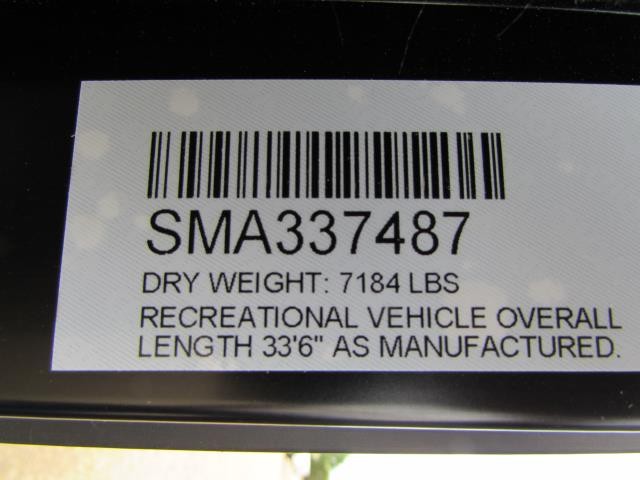 SMA337487
DRY WEIGHT: 7184 LBS
RECREATIONAL VEHICLE OVERALL
LENGTH 33'6" AS MANUFACTURED.